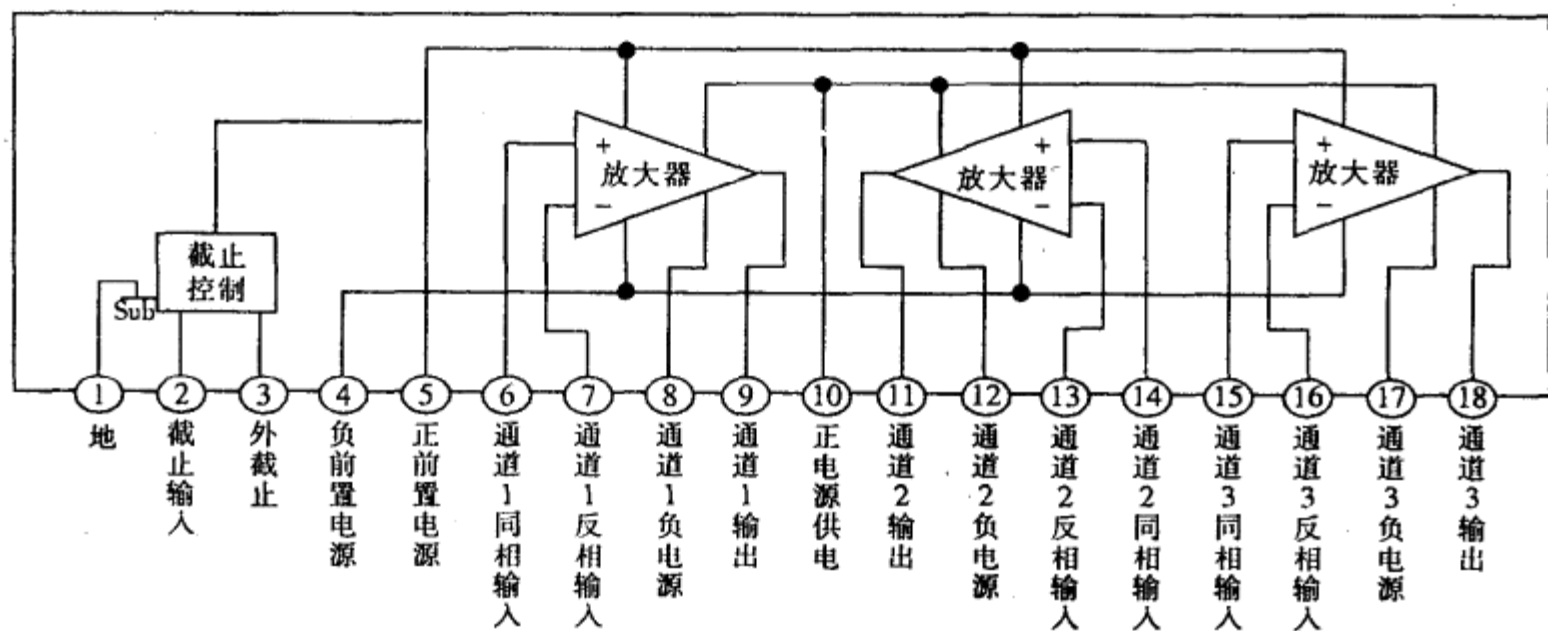 +
放大器
−
+
放大器
−
+
放大器
−
截止
控制
Sub
1
2
3
4
5
6
7
8
9
10
11
12
13
14
15
16
17
18
地
截止输入
外截止
负前置电源
正前置电源
通道1同相输入
通道1反相输入
通道1负电源
通道1输出
正电源供电
通道2输出
通道2负电源
通道2反相输入
通道2同相输入
通道3同相输入
通道3反相输入
通道3负电源
通道3输出